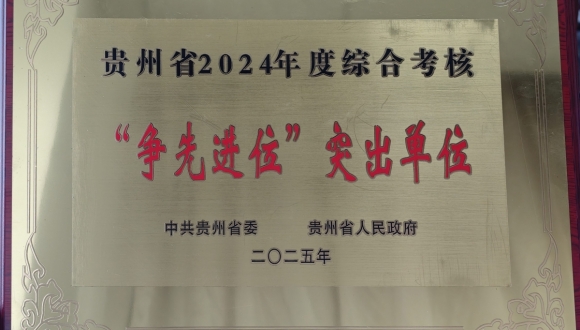 贵州省2024年度综合考核
“争先进位”突出单位
中共贵州省委 贵州省人民政府
二〇二五年